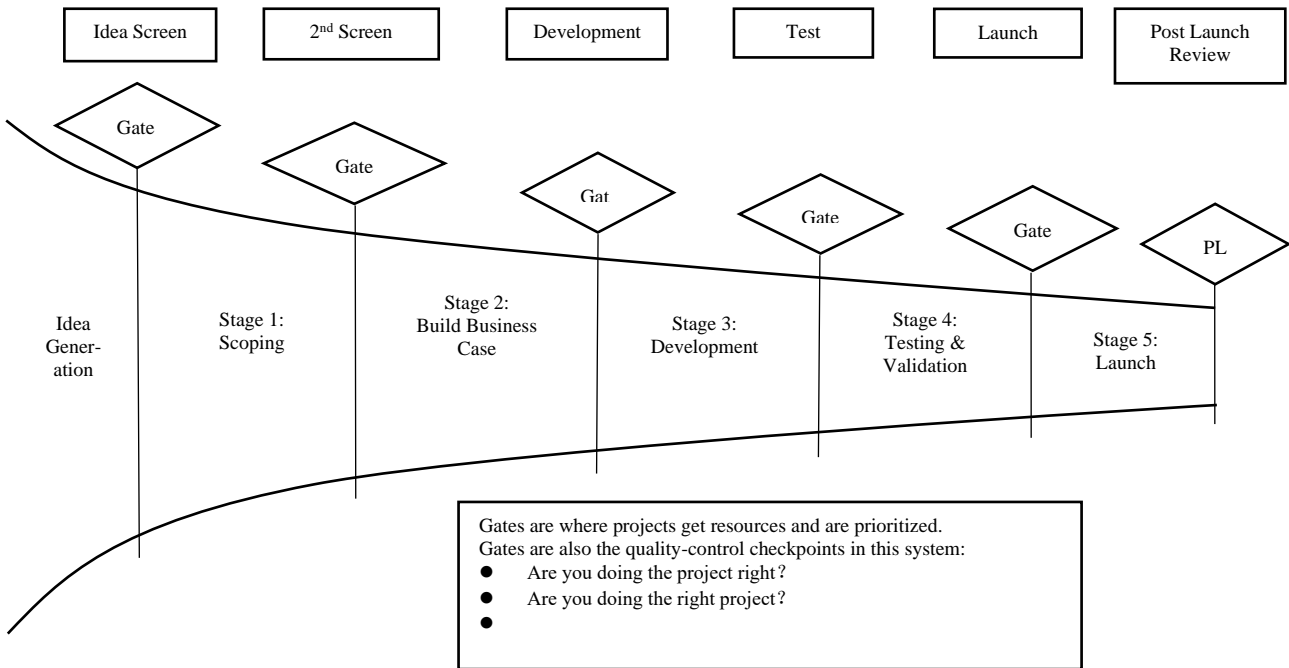 Idea Screen
2nd Screen
Development
Test
Launch
Post Launch
Review
Gate
Gate
Gat
Gate
Gate
PL
Idea
Gener-
ation
Stage 1:
Scoping
Stage 2:
Build Business
Case
Stage 3:
Development
Stage 4:
Testing &
Validation
Stage 5:
Launch
Gates are where projects get resources and are prioritized.
Gates are also the quality-control checkpoints in this system:
● Are you doing the project right？
● Are you doing the right project？
●